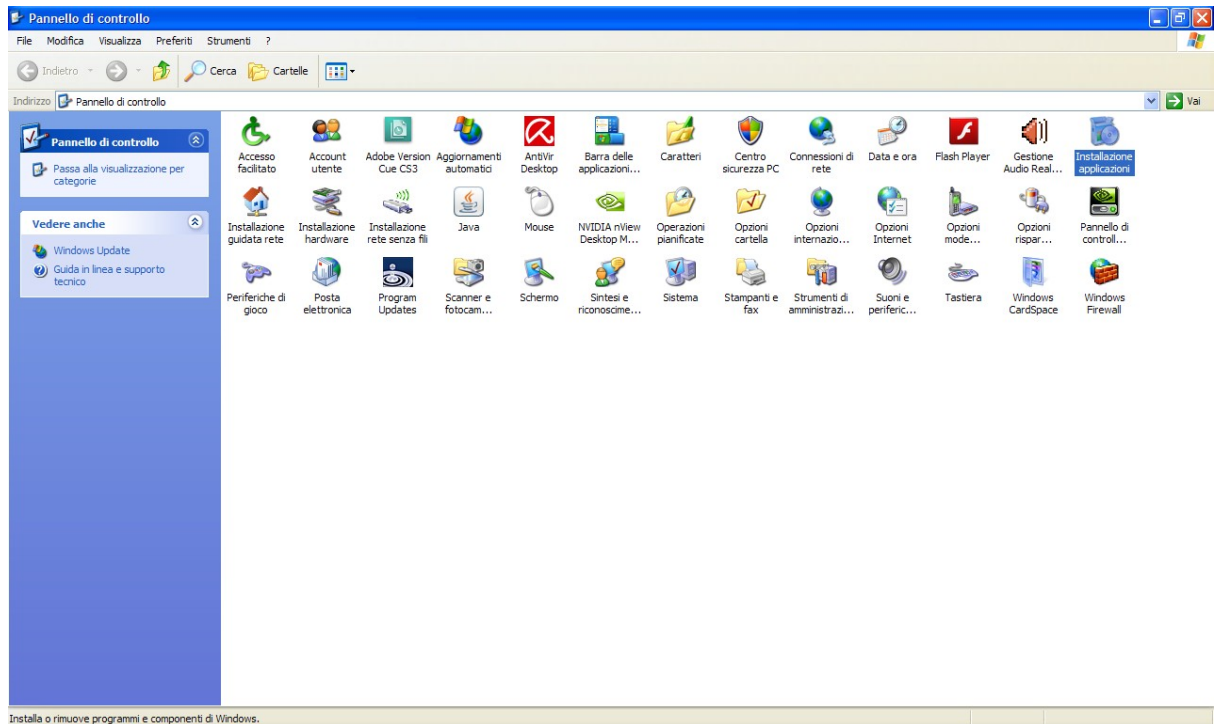 Pannello di controllo
File Modifica Visualizza Preferiti Strumenti ?
Indietro Cerca Cartelle
Indirizzo Pannello di controllo Vai
Pannello di controllo
Passa alla visualizzazione per
categorie
Vedere anche
Windows Update
Guida in linea e supporto
tecnico
Accesso
facilitato
Account
utente
Adobe Version
Cue CS3
Aggiornamenti
automatici
AntiVir
Desktop
Barra delle
applicazioni...
Caratteri
Centro
sicurezza PC
Connessioni di
rete
Data e ora
Flash Player
Gestione
Audio Real...
Installazione
applicazioni
Installazione
guidata rete
Installazione
hardware
Installazione
rete senza fili
Java
Mouse
NVIDIA nView
Desktop M...
Operazioni
pianificate
Opzioni
cartella
Opzioni
internazio...
Opzioni
Internet
Opzioni
mode...
Opzioni
rispar...
Pannello di
controll...
Periferiche di
gioco
Posta
elettronica
Program
Updates
Scanner e
fotocam...
Schermo
Sintesi e
riconoscime...
Sistema
Stampanti e
fax
Strumenti di
amministrazi...
Suoni e
periferic...
Tastiera
Windows
CardSpace
Windows
Firewall
Installa o rimuove programmi e componenti di Windows.